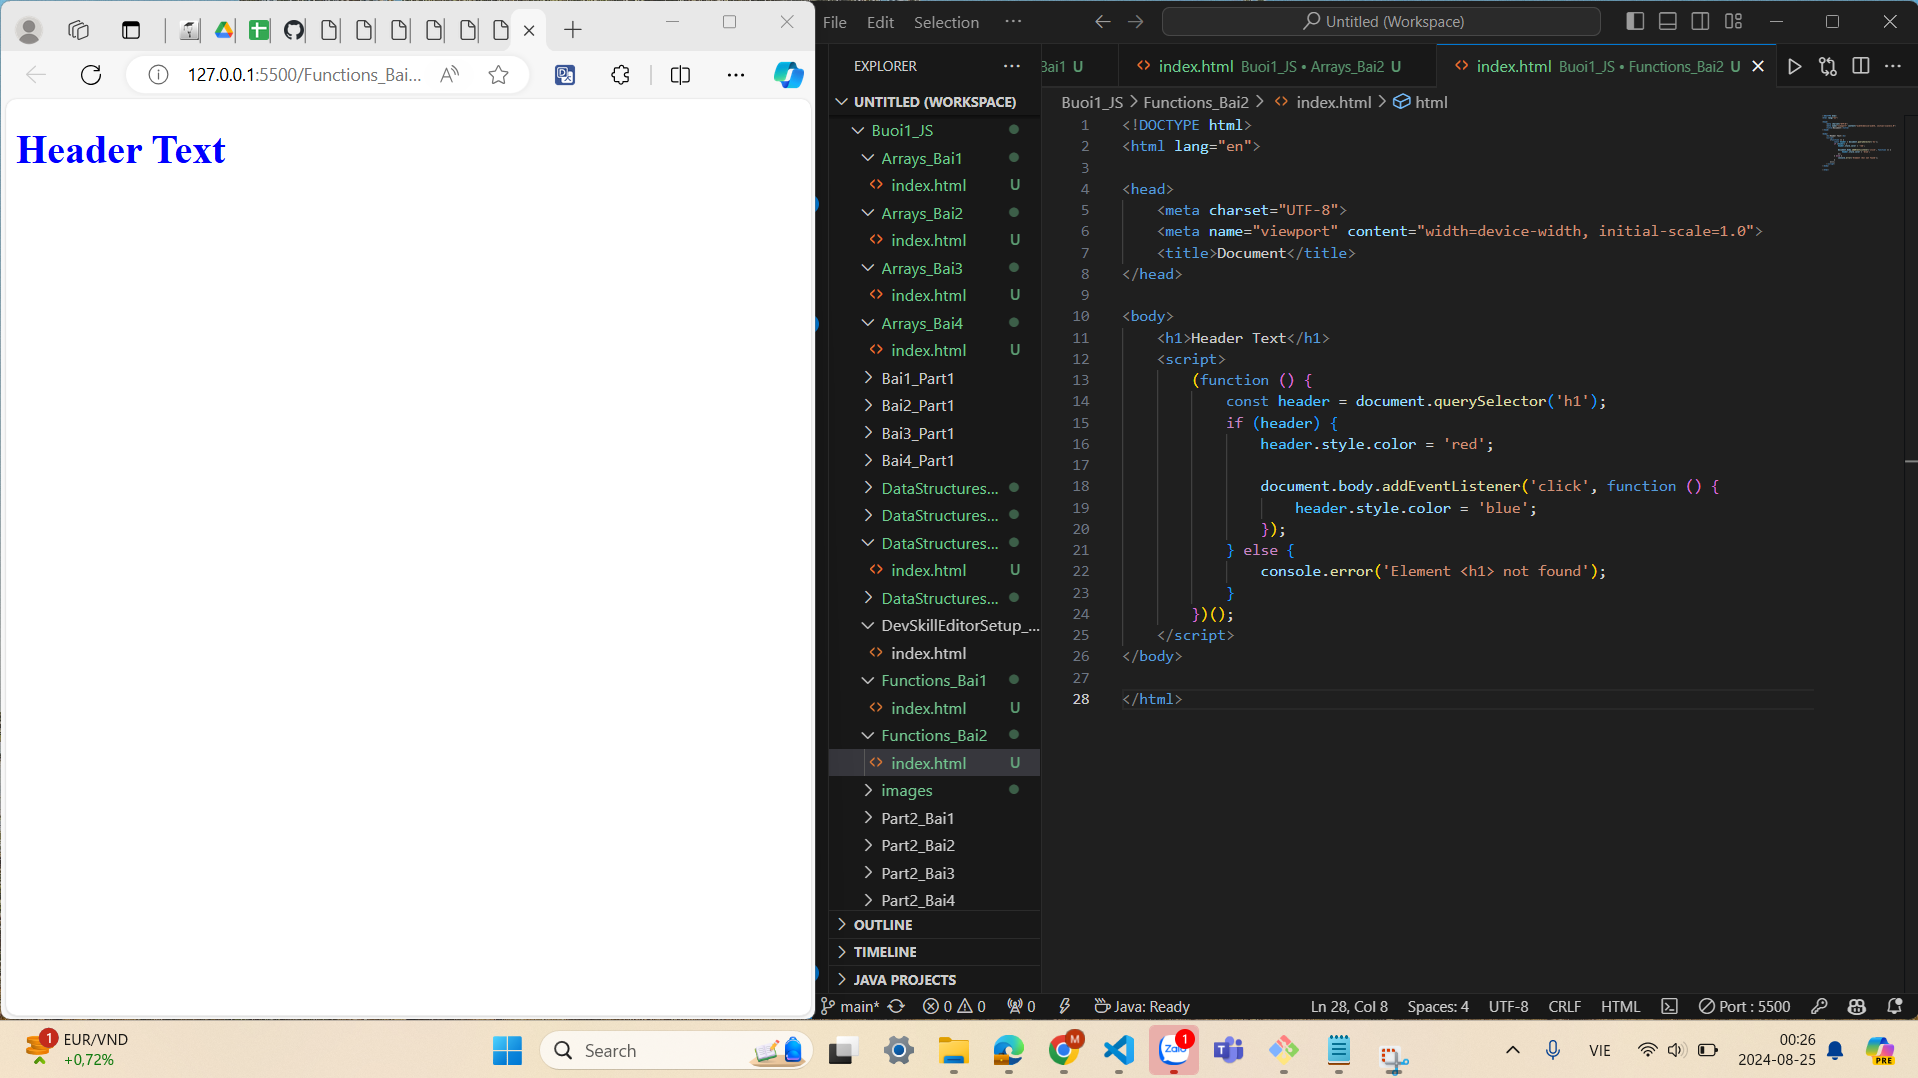 127.0.0.1:5500/Functions_Bai...
Header Text
File Edit Selection ...
Untitled (Workspace)
EXPLORER
UNTITLED (WORKSPACE)
Buoi1_JS
Arrays_Bai1
index.html U
Arrays_Bai2
index.html U
Arrays_Bai3
index.html U
Arrays_Bai4
index.html U
Bai1_Part1
Bai2_Part1
Bai3_Part1
Bai4_Part1
DataStructures...
DataStructures...
DataStructures...
index.html U
DataStructures...
DevSkillEditorSetup_...
index.html
Functions_Bai1
index.html U
Functions_Bai2
index.html U
images
Part2_Bai1
Part2_Bai2
Part2_Bai3
Part2_Bai4
OUTLINE
TIMELINE
JAVA PROJECTS
Bai1 U
index.html Buoi1_JS • Arrays_Bai2 U
index.html Buoi1_JS • Functions_Bai2 U
Buoi1_JS > Functions_Bai2 > index.html > html
1 <!DOCTYPE html>
2 <html lang="en">
3
4 <head>
5 <meta charset="UTF-8">
6 <meta name="viewport" content="width=device-width, initial-scale=1.0">
7 <title>Document</title>
8 </head>
9
10 <body>
11 <h1>Header Text</h1>
12 <script>
13 (function () {
14 const header = document.querySelector('h1');
15 if (header) {
16 header.style.color = 'red';
17
18 document.body.addEventListener('click', function () {
19 header.style.color = 'blue';
20 });
21 } else {
22 console.error('Element <h1> not found');
23 }
24 })();
25 </script>
26 </body>
27
28 </html>
main* 0 0 0 Java: Ready
Ln 28, Col 8 Spaces: 4 UTF-8 CRLF HTML Port : 5500
1
EUR/VND
+0,72%
Search
M
Zalo
1
VIE
00:26
2024-08-25
PRE